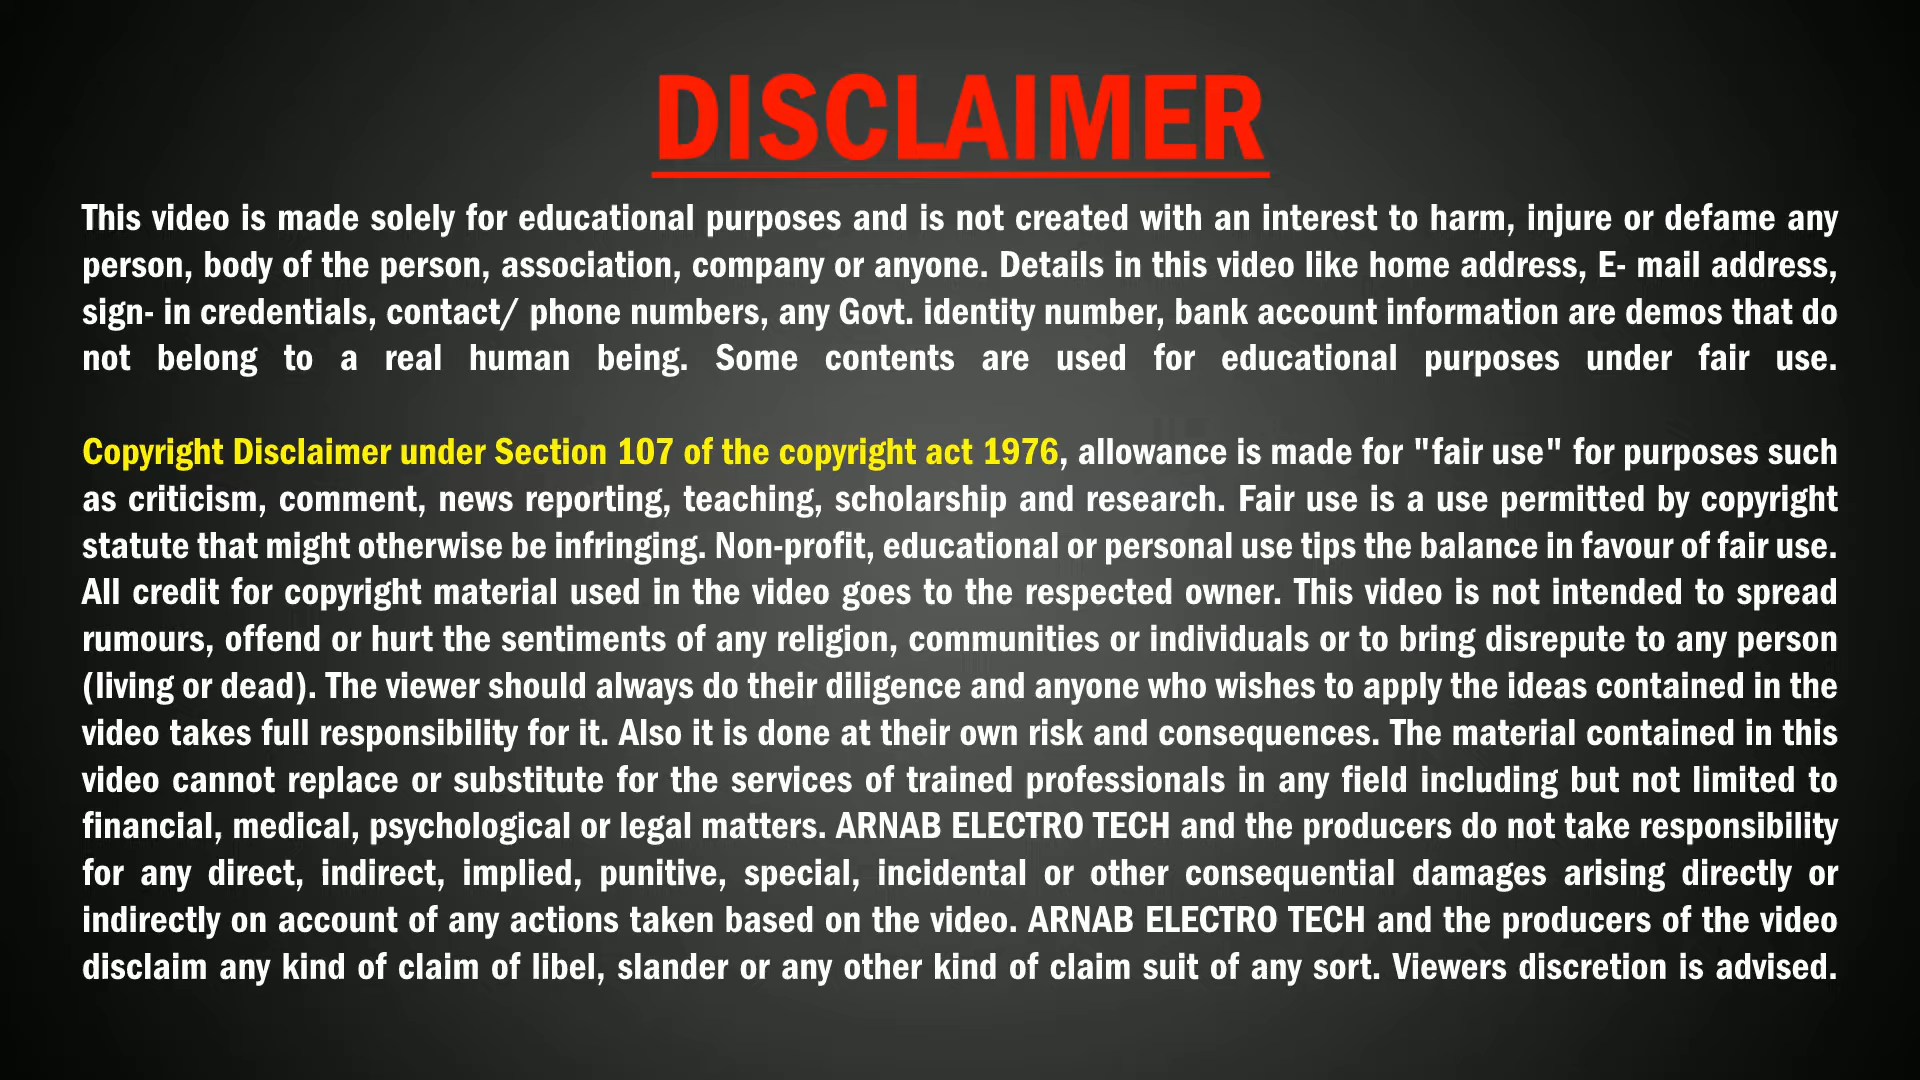 DISCLAIMER
This video is made solely for educational purposes and is not created with an interest to harm, injure or defame any
person, body of the person, association, company or anyone. Details in this video like home address, E- mail address,
sign- in credentials, contact/ phone numbers, any Govt. identity number, bank account information are demos that do
not belong to a real human being. Some contents are used for educational purposes under fair use.
Copyright Disclaimer under Section 107 of the copyright act 1976, allowance is made for "fair use" for purposes such
as criticism, comment, news reporting, teaching, scholarship and research. Fair use is a use permitted by copyright
statute that might otherwise be infringing. Non-profit, educational or personal use tips the balance in favour of fair use.
All credit for copyright material used in the video goes to the respected owner. This video is not intended to spread
rumours, offend or hurt the sentiments of any religion, communities or individuals or to bring disrepute to any person
(living or dead). The viewer should always do their diligence and anyone who wishes to apply the ideas contained in the
video takes full responsibility for it. Also it is done at their own risk and consequences. The material contained in this
video cannot replace or substitute for the services of trained professionals in any field including but not limited to
financial, medical, psychological or legal matters. ARNAB ELECTRO TECH and the producers do not take responsibility
for any direct, indirect, implied, punitive, special, incidental or other consequential damages arising directly or
indirectly on account of any actions taken based on the video. ARNAB ELECTRO TECH and the producers of the video
disclaim any kind of claim of libel, slander or any other kind of claim suit of any sort. Viewers discretion is advised.